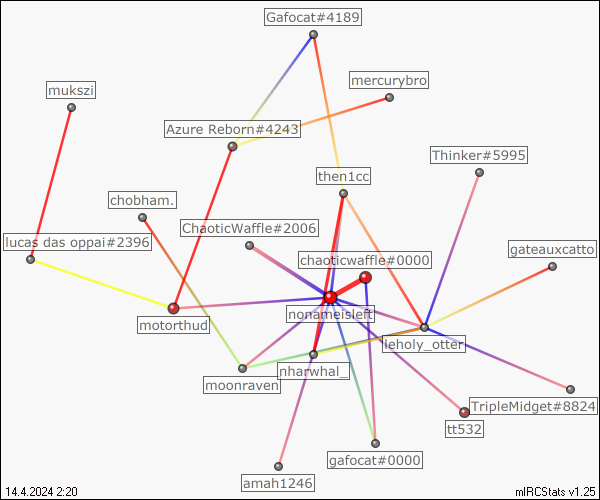 Gafocat#4189
mercurybro
mukszi
Azure Reborn#4243
Thinker#5995
then1cc
chobham.
ChaoticWaffle#2006
lucas das oppai#2396
gateauxcatto
chaoticwaffle#0000
nonameisleft
motorthud
leholy_otter
nharwhal_
moonraven
TripleMidget#8824
tt532
gafocat#0000
amah1246
14.4.2024 2:20
mIRCStats v1.25